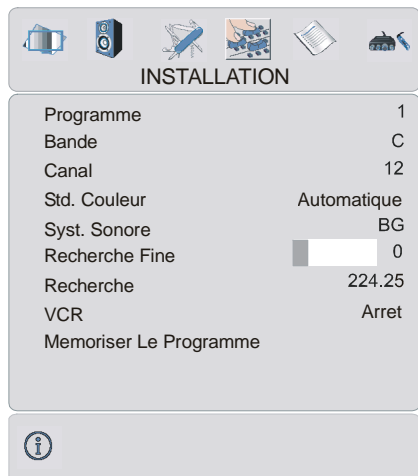 INSTALLATION
Programme 1
Bande C
Canal 12
Std. Couleur Automatique
Syst. Sonore BG
Recherche Fine 0
Recherche 224.25
VCR Arret
Memoriser Le Programme